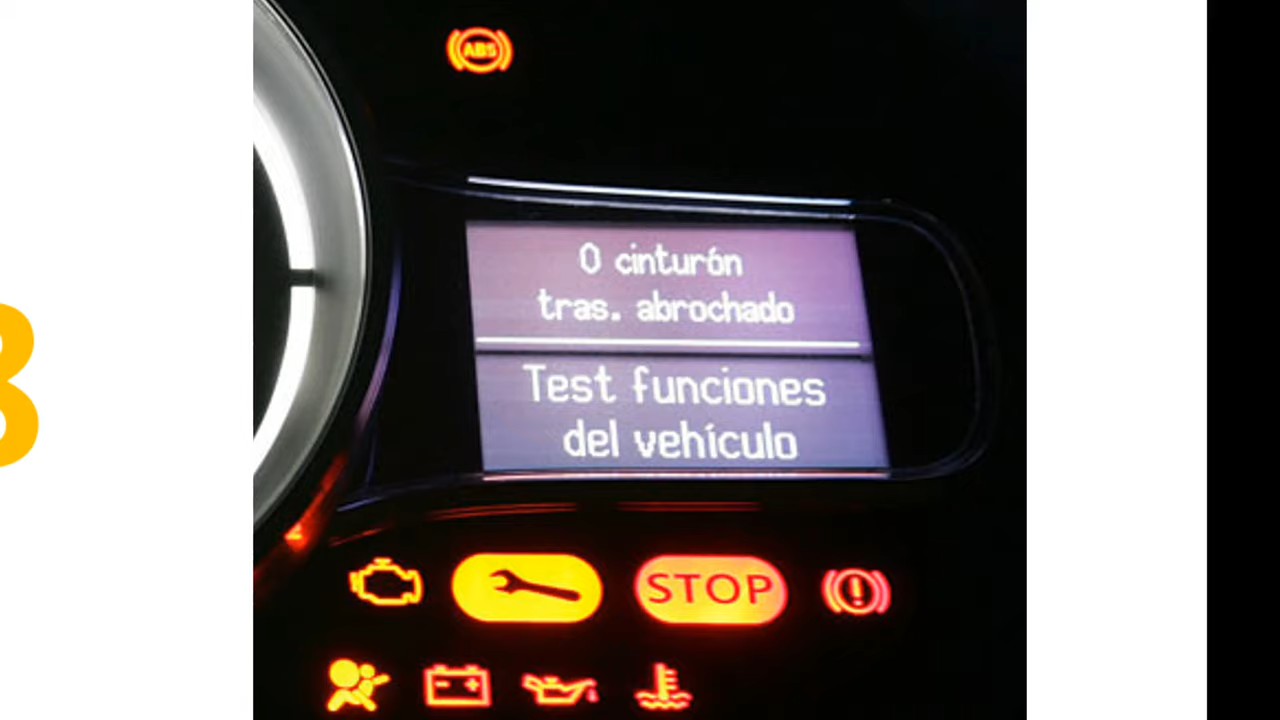 ABS
0 cinturón
tras. abrochado
Test funciones
del vehículo
STOP